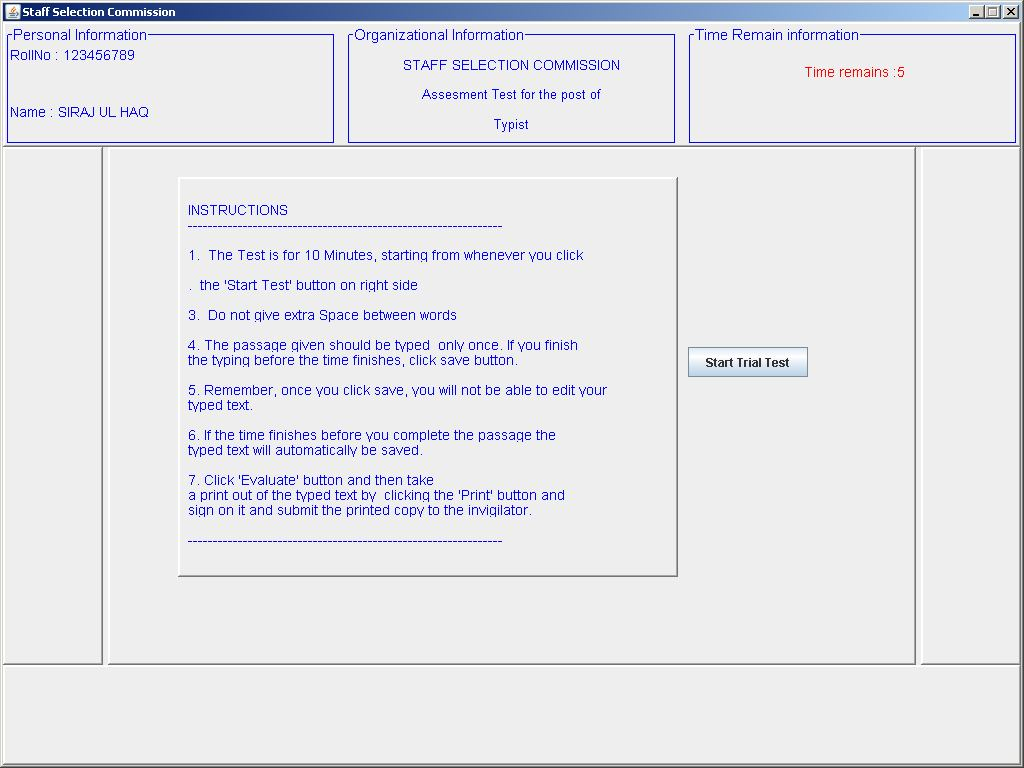 Staff Selection Commission
Personal Information
RollNo : 123456789
Name : SIRAJ UL HAQ
Organizational Information
STAFF SELECTION COMMISSION
Assesment Test for the post of
Typist
Time Remain information
Time remains :5
INSTRUCTIONS
---------------------------------------------------------------
1.  The Test is for 10 Minutes, starting from whenever you click
.  the 'Start Test' button on right side
3.  Do not give extra Space between words
4. The passage given should be typed  only once. If you finish
the typing before the time finishes, click save button.
5. Remember, once you click save, you will not be able to edit your
typed text.
6. If the time finishes before you complete the passage the
typed text will automatically be saved.
7. Click 'Evaluate' button and then take
a print out of the typed text by  clicking the 'Print' button and
sign on it and submit the printed copy to the invigilator.
---------------------------------------------------------------
Start Trial Test